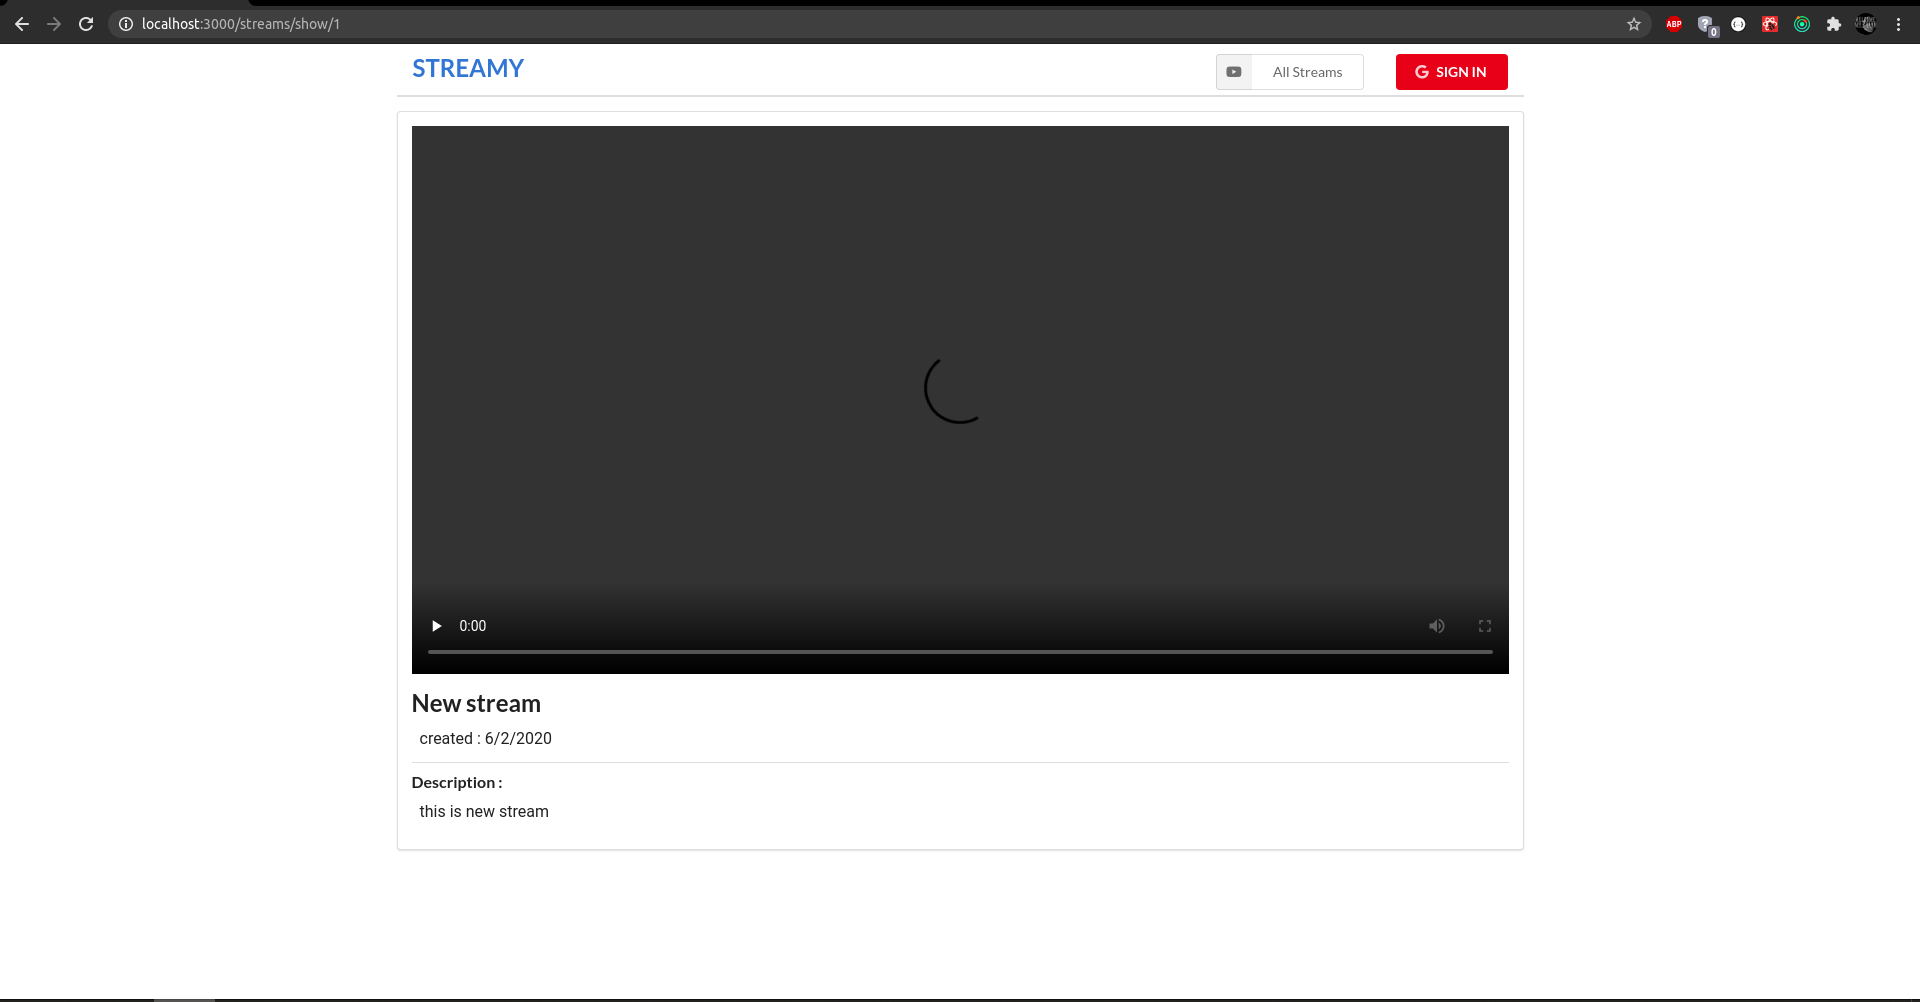 localhost:3000/streams/show/1
ABP
0
STREAMY
All Streams
SIGN IN
0:00
New stream
created : 6/2/2020
Description :
this is new stream